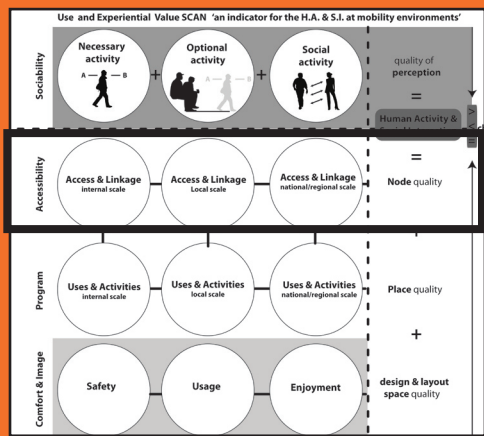 Use and Experiential Value SCAN 'an indicator for the H.A. & S.I. at mobility environments'
Sociability
Necessary
activity
A — — B
+
Optional
activity
A — — B
+
Social
activity
quality of
perception
=
Human Activity &
=
Accessibility
Access & Linkage
internal scale
Access & Linkage
Local scale
Access & Linkage
national/regional scale
Node quality
+
Program
Uses & Activities
internal scale
Uses & Activities
local scale
Uses & Activities
national/regional scale
Place quality
+
Comfort & Image
Safety
Usage
Enjoyment
design & layout
space quality